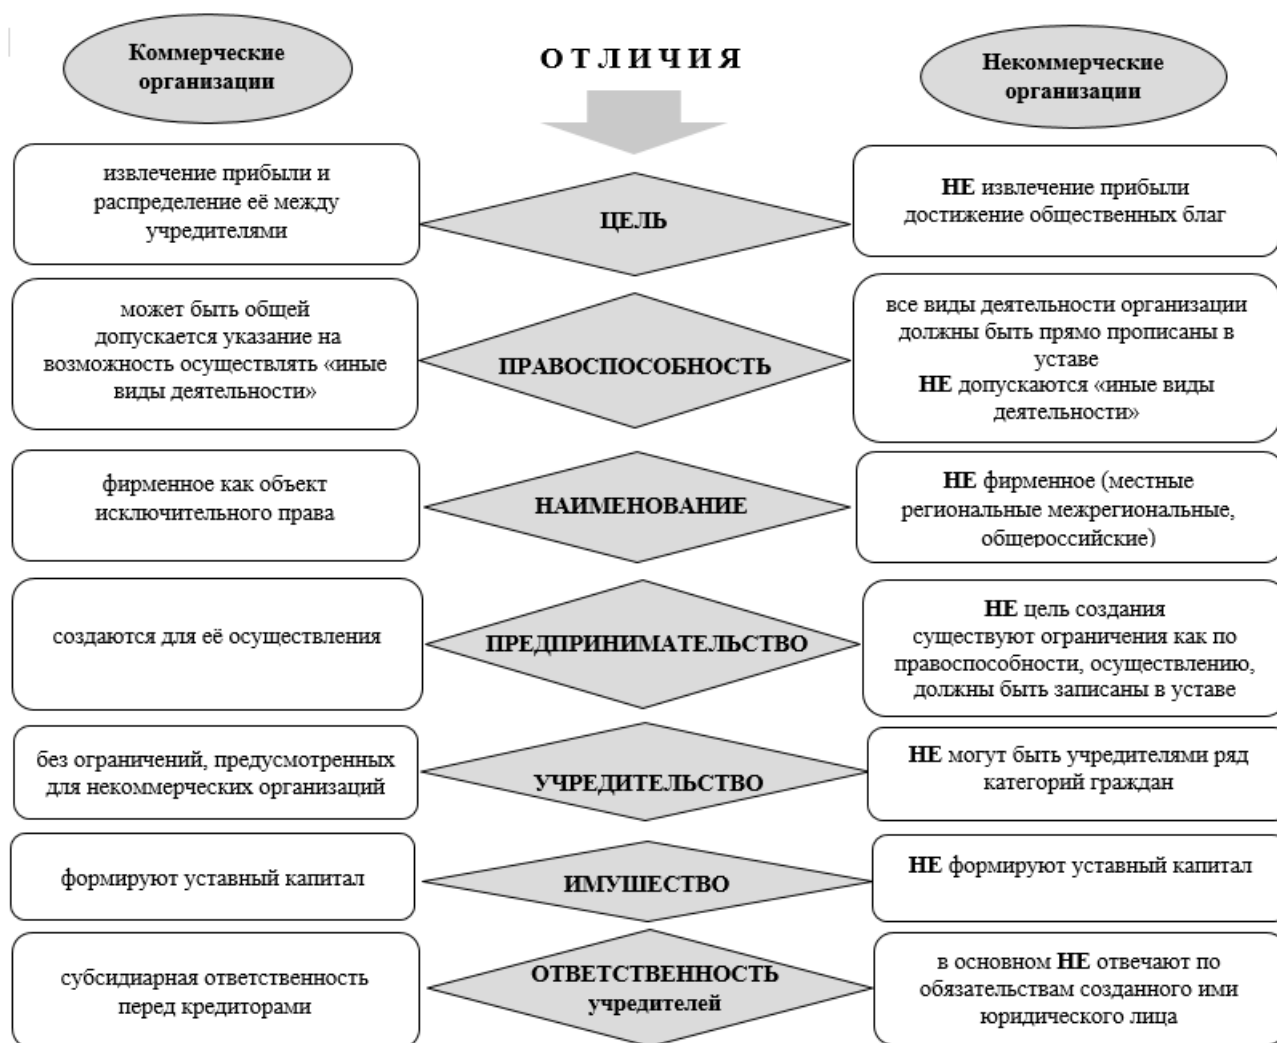 Коммерческие
организации
ОТЛИЧИЯ
Некоммерческие
организации
извлечение прибыли и
распределение её между
учредителями
ЦЕЛЬ
НЕ извлечение прибыли
достижение общественных благ
может быть общей
допускается указание на
возможность осуществлять «иные
виды деятельности»
ПРАВОСПОСОБНОСТЬ
все виды деятельности организации
должны быть прямо прописаны в
уставе
НЕ допускаются «иные виды
деятельности»
фирменное как объект
исключительного права
НАИМЕНОВАНИЕ
НЕ фирменное (местные
региональные межрегиональные,
общероссийские)
создаются для её осуществления
ПРЕДПРИНИМАТЕЛЬСТВО
НЕ цель создания
существуют ограничения как по
правоспособности, осуществлению,
должны быть записаны в уставе
без ограничений, предусмотренных
для некоммерческих организаций
УЧРЕДИТЕЛЬСТВО
НЕ могут быть учредителями ряд
категорий граждан
формируют уставный капитал
ИМУШЕСТВО
НЕ формируют уставный капитал
субсидиарная ответственность
перед кредиторами
ОТВЕТСТВЕННОСТЬ
учредителей
в основном НЕ отвечают по
обязательствам созданного ими
юридического лица